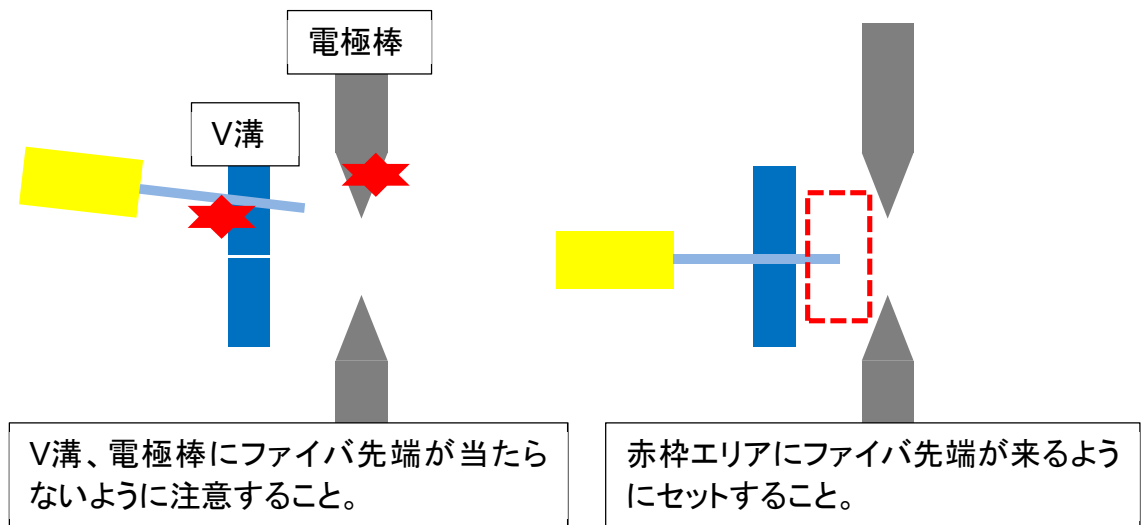 電極棒
V溝
V溝、電極棒にファイバ先端が当たら
ないように注意すること。
赤枠エリアにファイバ先端が来るよう
にセットすること。